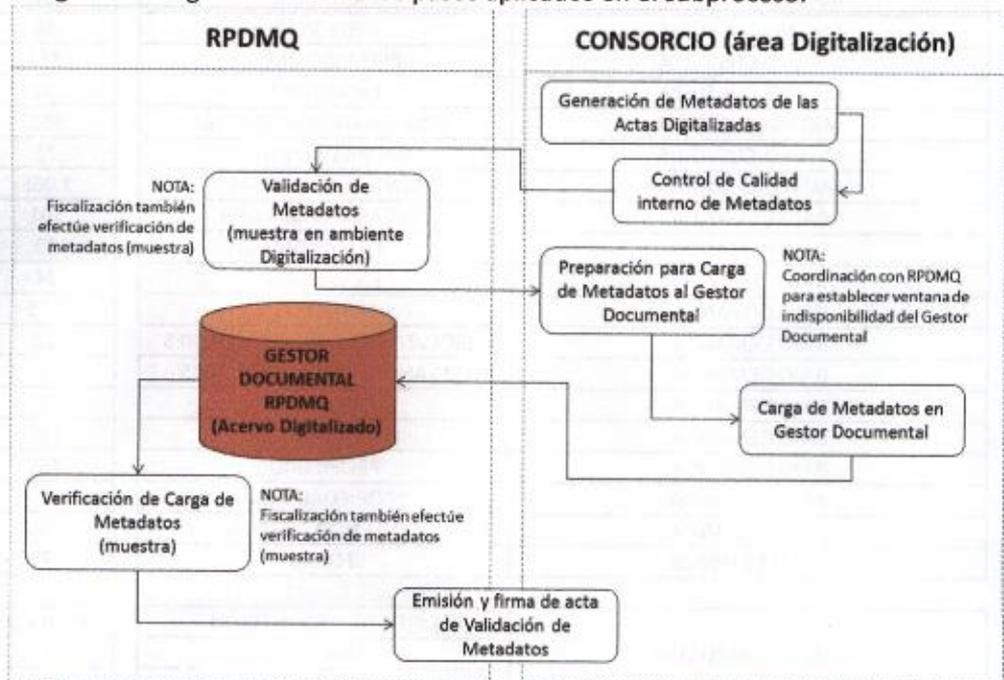 RPDMQ
CONSORCIO (área Digitalización)
Generación de Metadatos de las
Actas Digitalizadas
Control de Calidad
interno de Metadatos
NOTA:
Fiscalización también
efectúe verificación de
metadatos (muestra)
Validación de
Metadatos
(muestra en ambiente
Digitalización)
Preparación para Carga
de Metadatos al Gestor
Documental
NOTA:
Coordinación con RPDMQ
para establecer ventana de
indisponibilidad del Gestor
Documental
GESTOR
DOCUMENTAL
RPDMQ
(Acervo Digitalizado)
Carga de Metadatos en
Gestor Documental
Verificación de Carga de
Metadatos
(muestra)
NOTA:
Fiscalización también efectúe
verificación de metadatos
(muestra)
Emisión y firma de acta
de Validación de
Metadatos